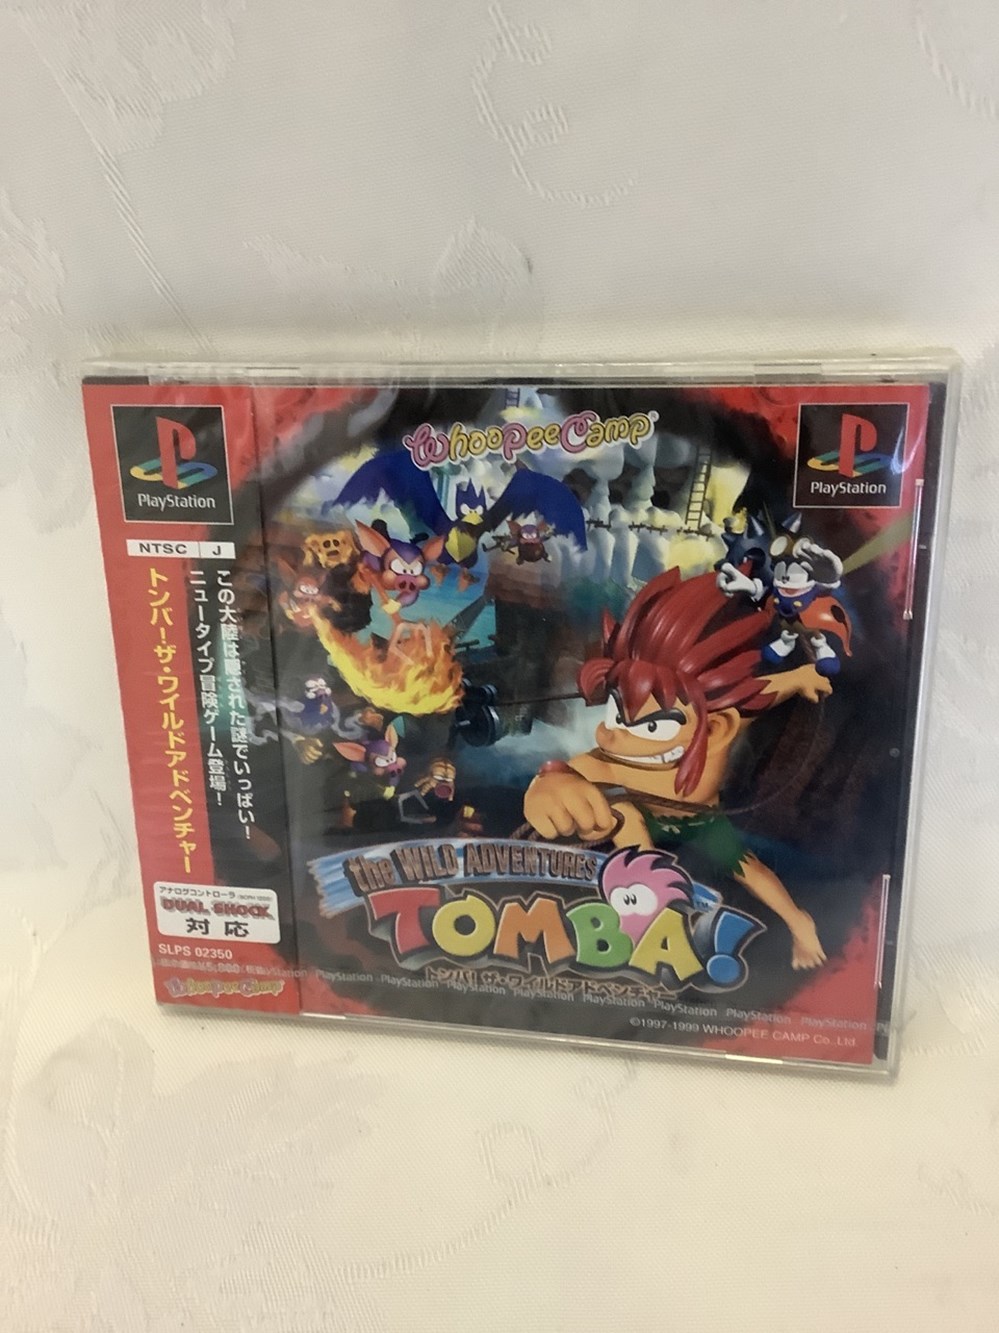 PlayStation
NTSC J
この大陸は隠された謎でいっぱい!
ニュータイプ冒険ゲーム登場!
トンバ!ザ・ワイルドアドベンチャー
アナログコントローラ
DUAL SHOCK
対応
SLPS 02350
WhoopeeCamp
WhoopeeCamp®
PlayStation
the WILD ADVENTURES
TOMBA! ™
トンバ! ザ・ワイルドアドベンチャー
PlayStation PlayStation PlayStation PlayStation PlayStation PlayStation PlayStation PlayStation
©1997-1999 WHOOPEE CAMP Co.,Ltd